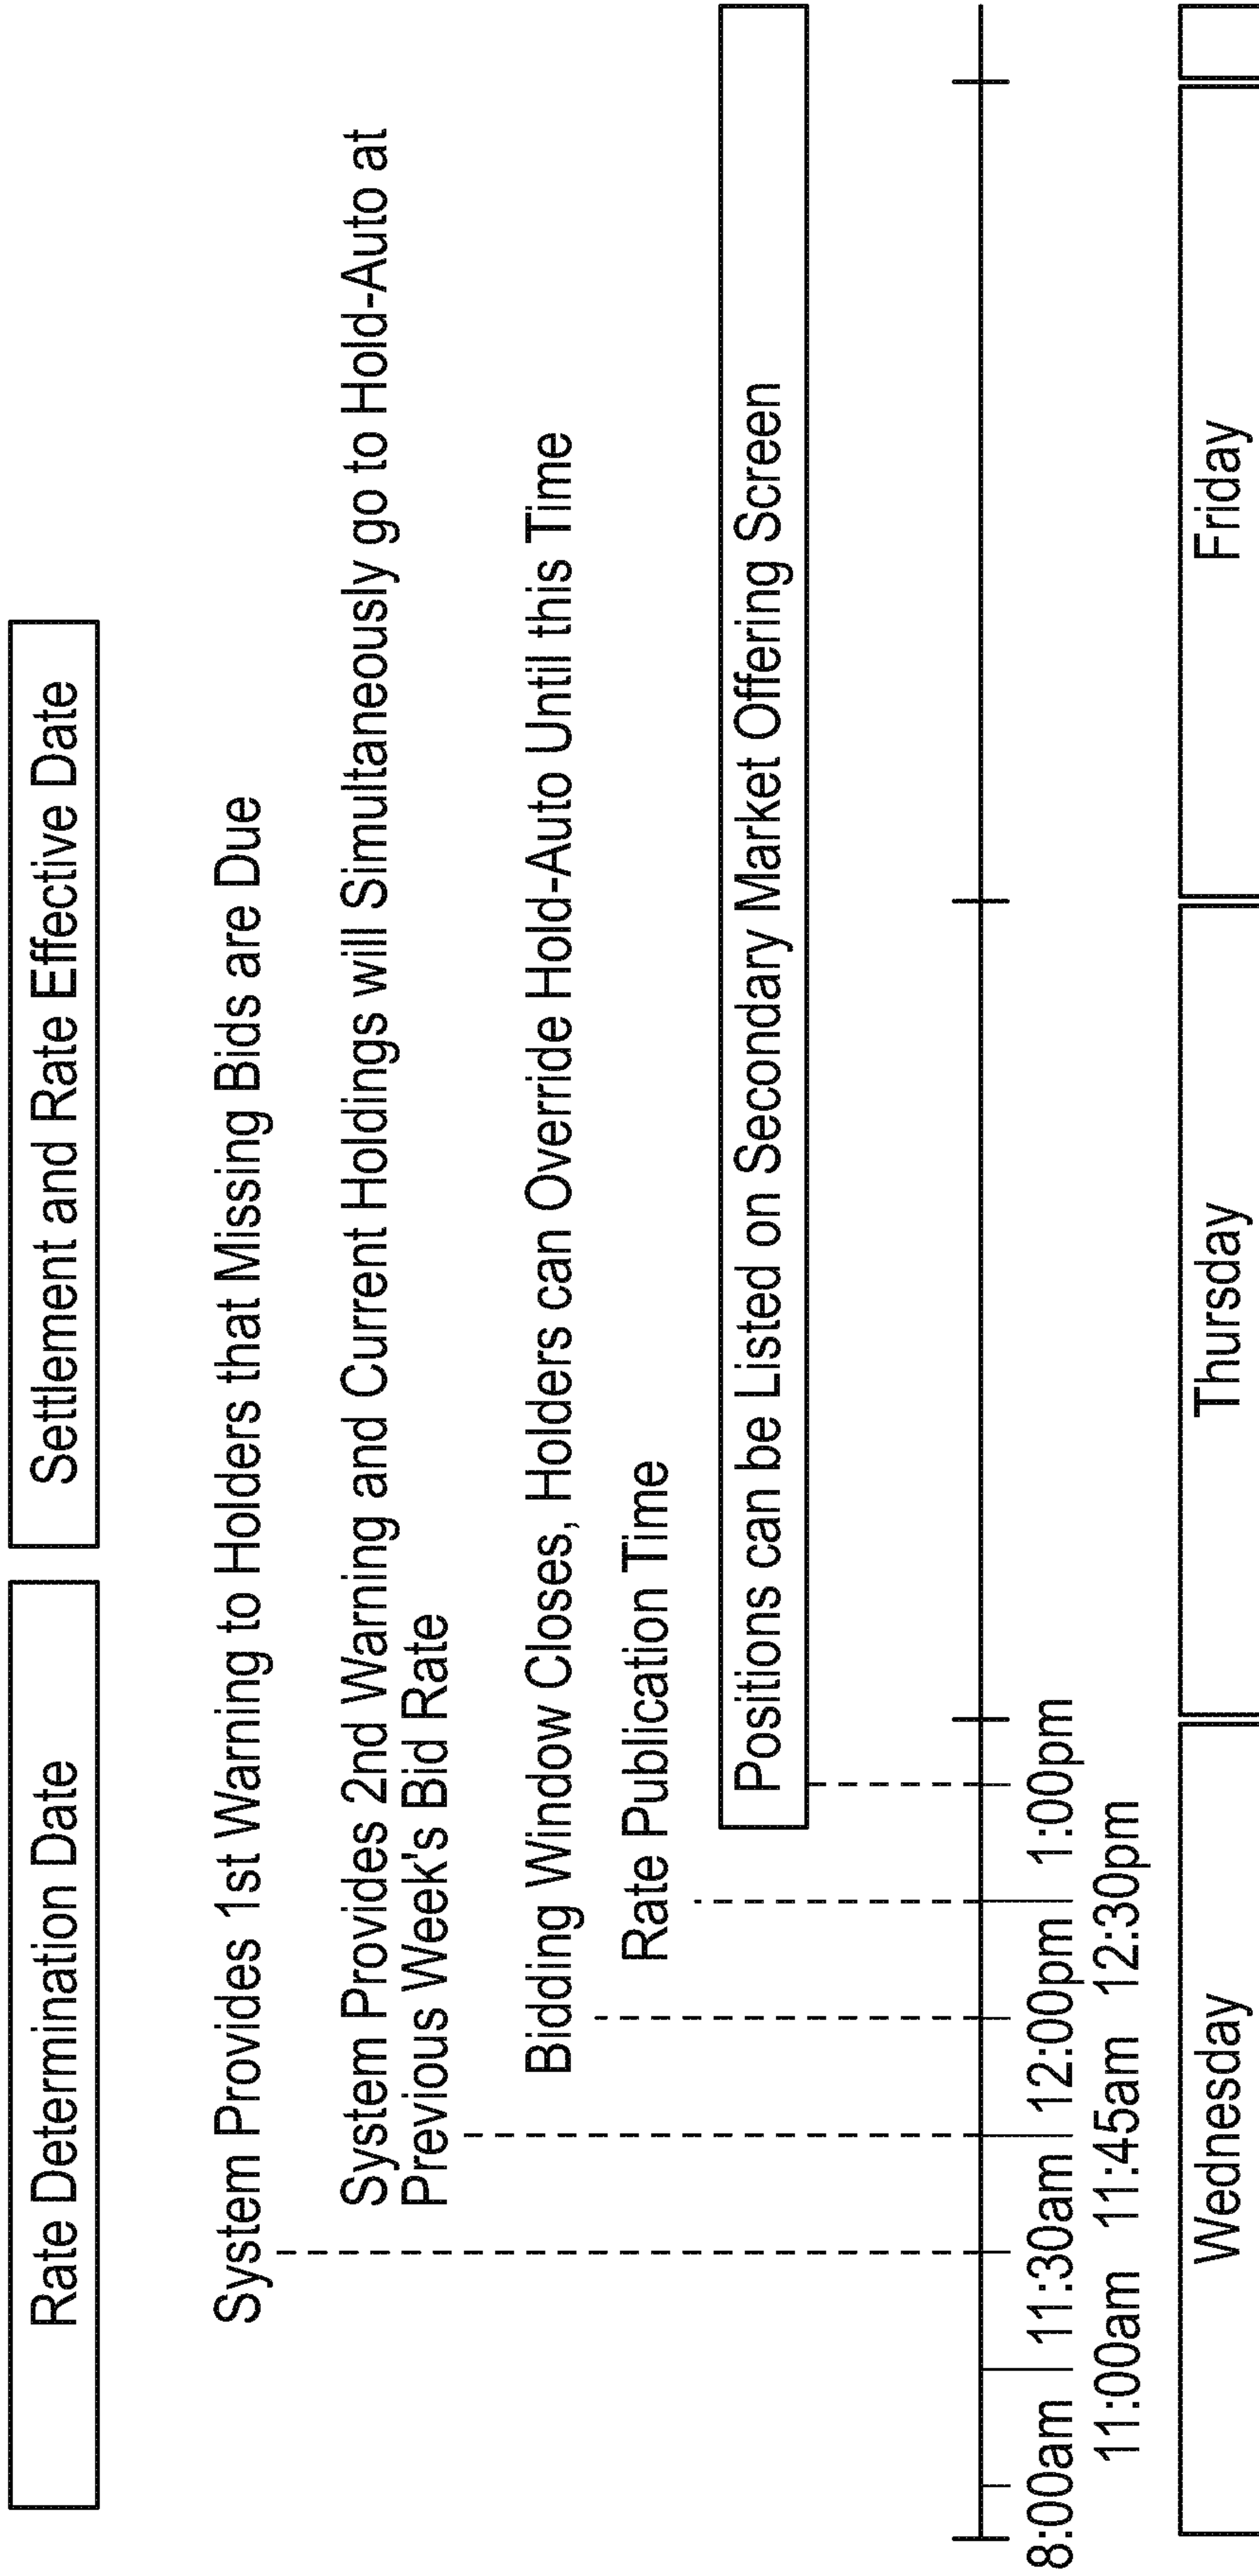 Rate Determination Date
Settlement and Rate Effective Date
System Provides 1st Warning to Holders that Missing Bids are Due
System Provides 2nd Warning and Current Holdings will Simultaneously go to Hold-Auto at
Previous Week's Bid Rate
Bidding Window Closes, Holders can Override Hold-Auto Until this Time
Rate Publication Time
Positions can be Listed on Secondary Market Offering Screen
8:00am 11:30am 12:00pm 1:00pm
11:00am 11:45am 12:30pm
Wednesday
Thursday
Friday